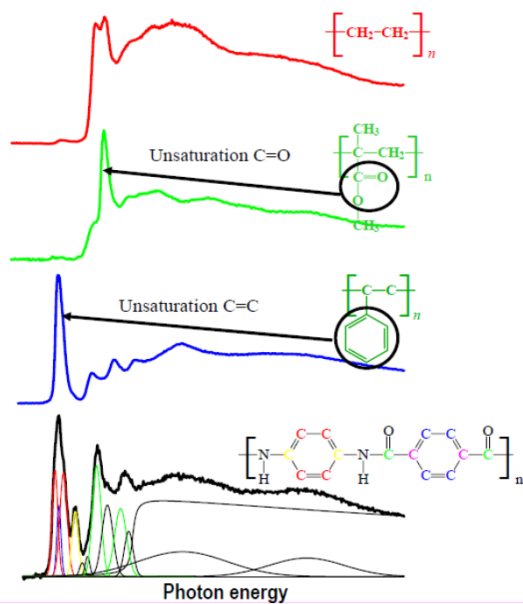 [CH₂-CH₂]n
CH₃
[C-CH₂]n
Unsaturation C=O
C=O
O
CH₃
Unsaturation C=C
[C-C]n
O O
[N-C C-N-C-C C-C]n
H C C H C C
Photon energy